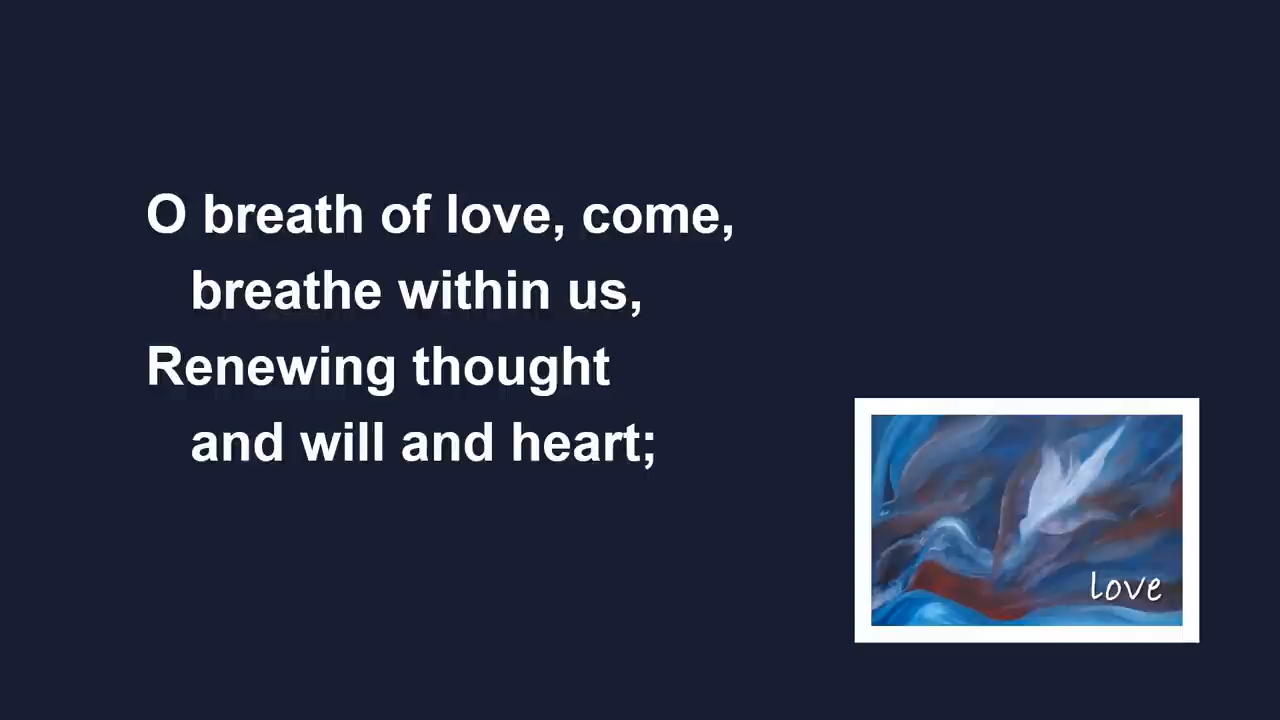 O breath of love, come,
breathe within us,
Renewing thought
and will and heart;
love